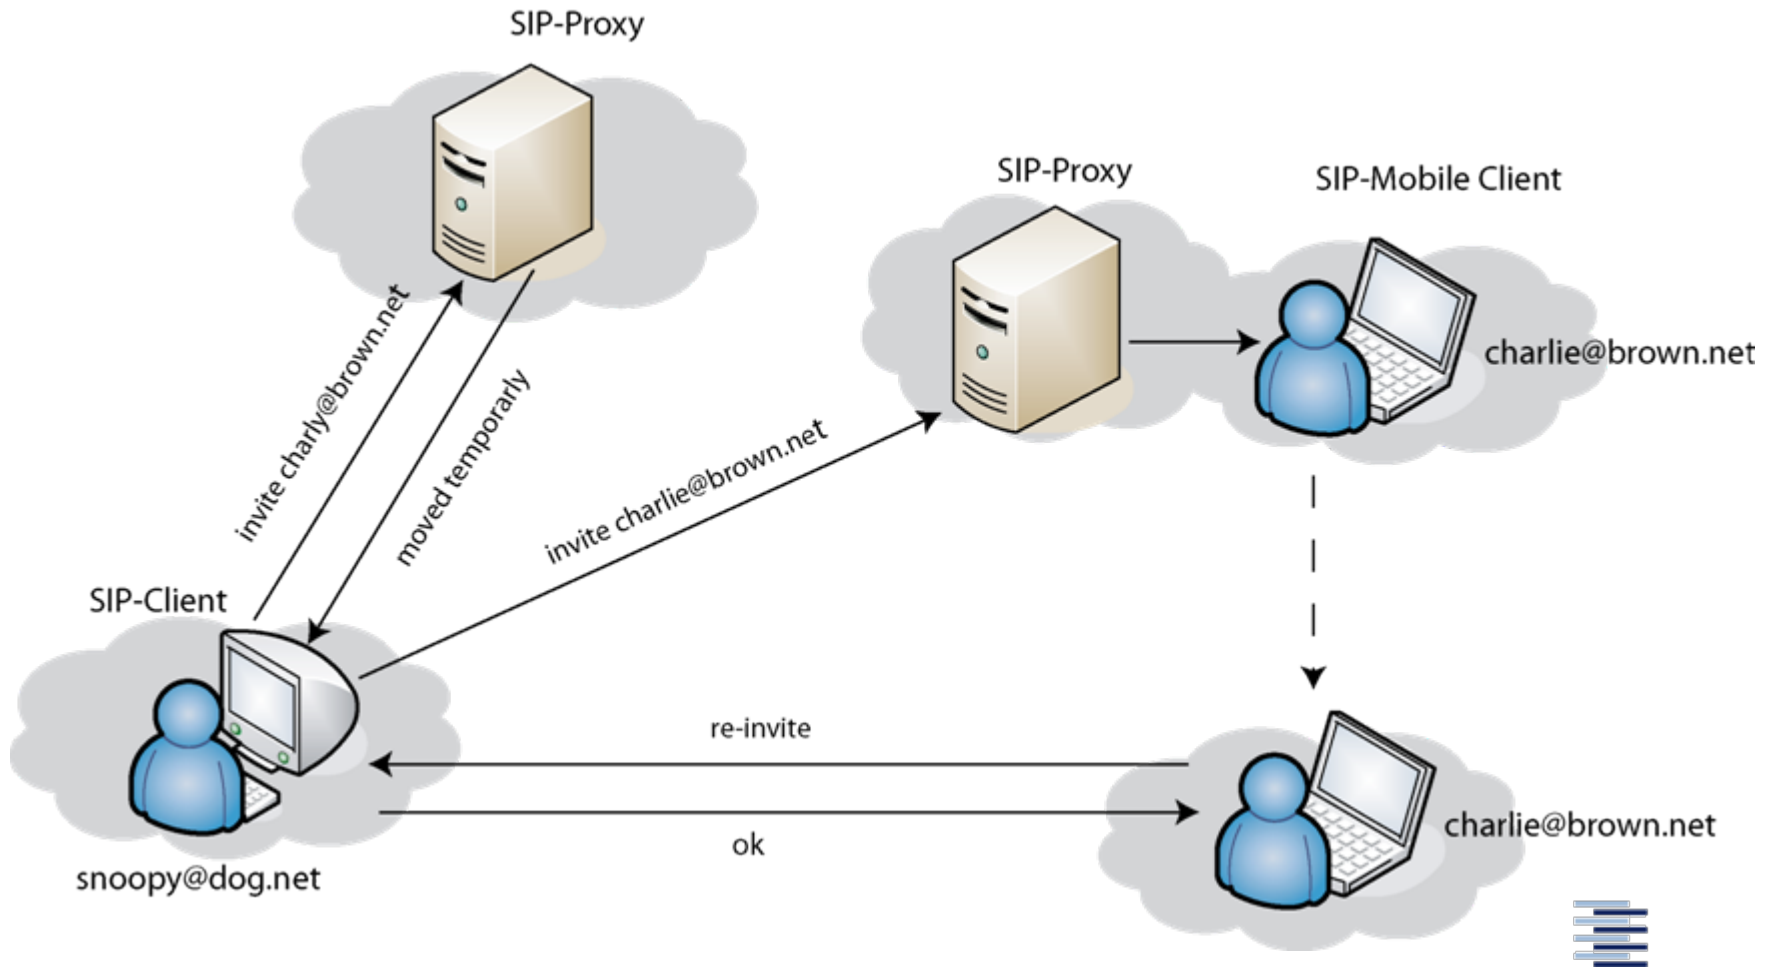 SIP-Proxy
SIP-Proxy
SIP-Mobile Client
charlie@brown.net
invite charly@brown.net
moved temporarly
invite charlie@brown.net
SIP-Client
re-invite
ok
charlie@brown.net
snoopy@dog.net